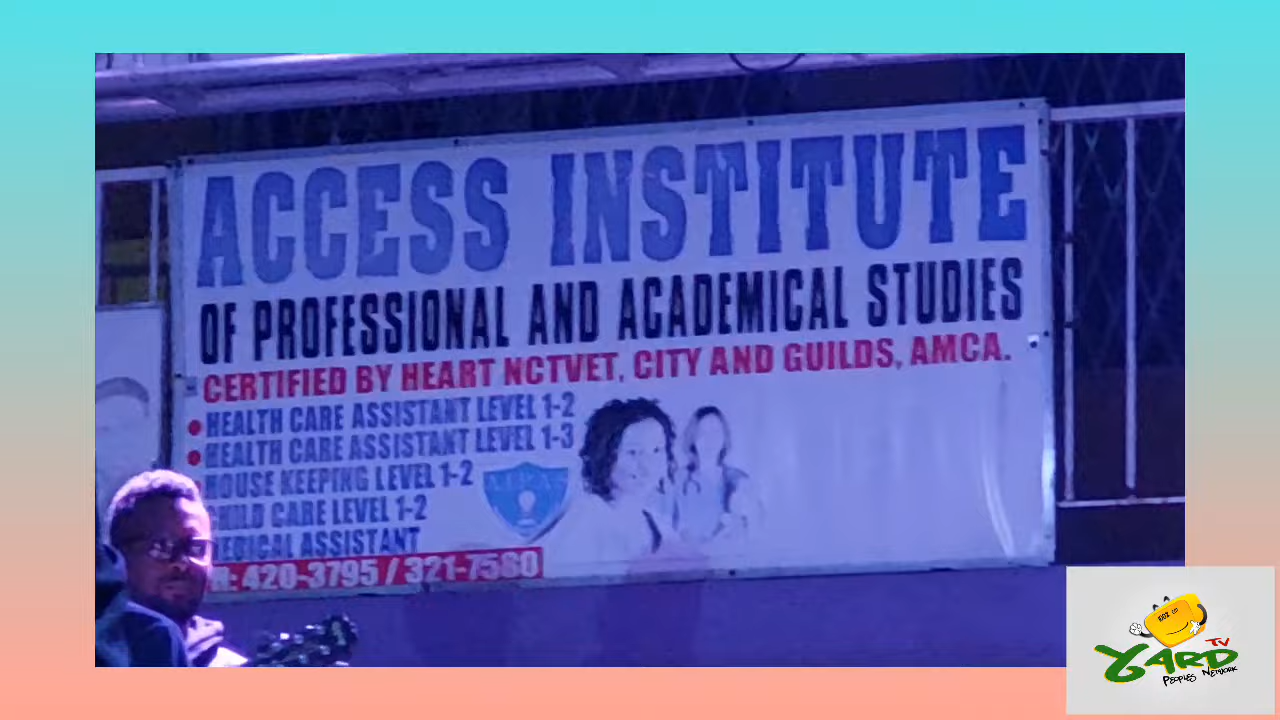 ACCESS INSTITUTE
OF PROFESSIONAL AND ACADEMICAL STUDIES
CERTIFIED BY HEART NCTVET, CITY AND GUILDS, AMCA.
HEALTH CARE ASSISTANT LEVEL 1-2
HEALTH CARE ASSISTANT LEVEL 1-3
HOUSE KEEPING LEVEL 1-2
CHILD CARE LEVEL 1-2
MEDICAL ASSISTANT
420-3795 / 321-7580
YARD TV
PEOPLES NETWORK